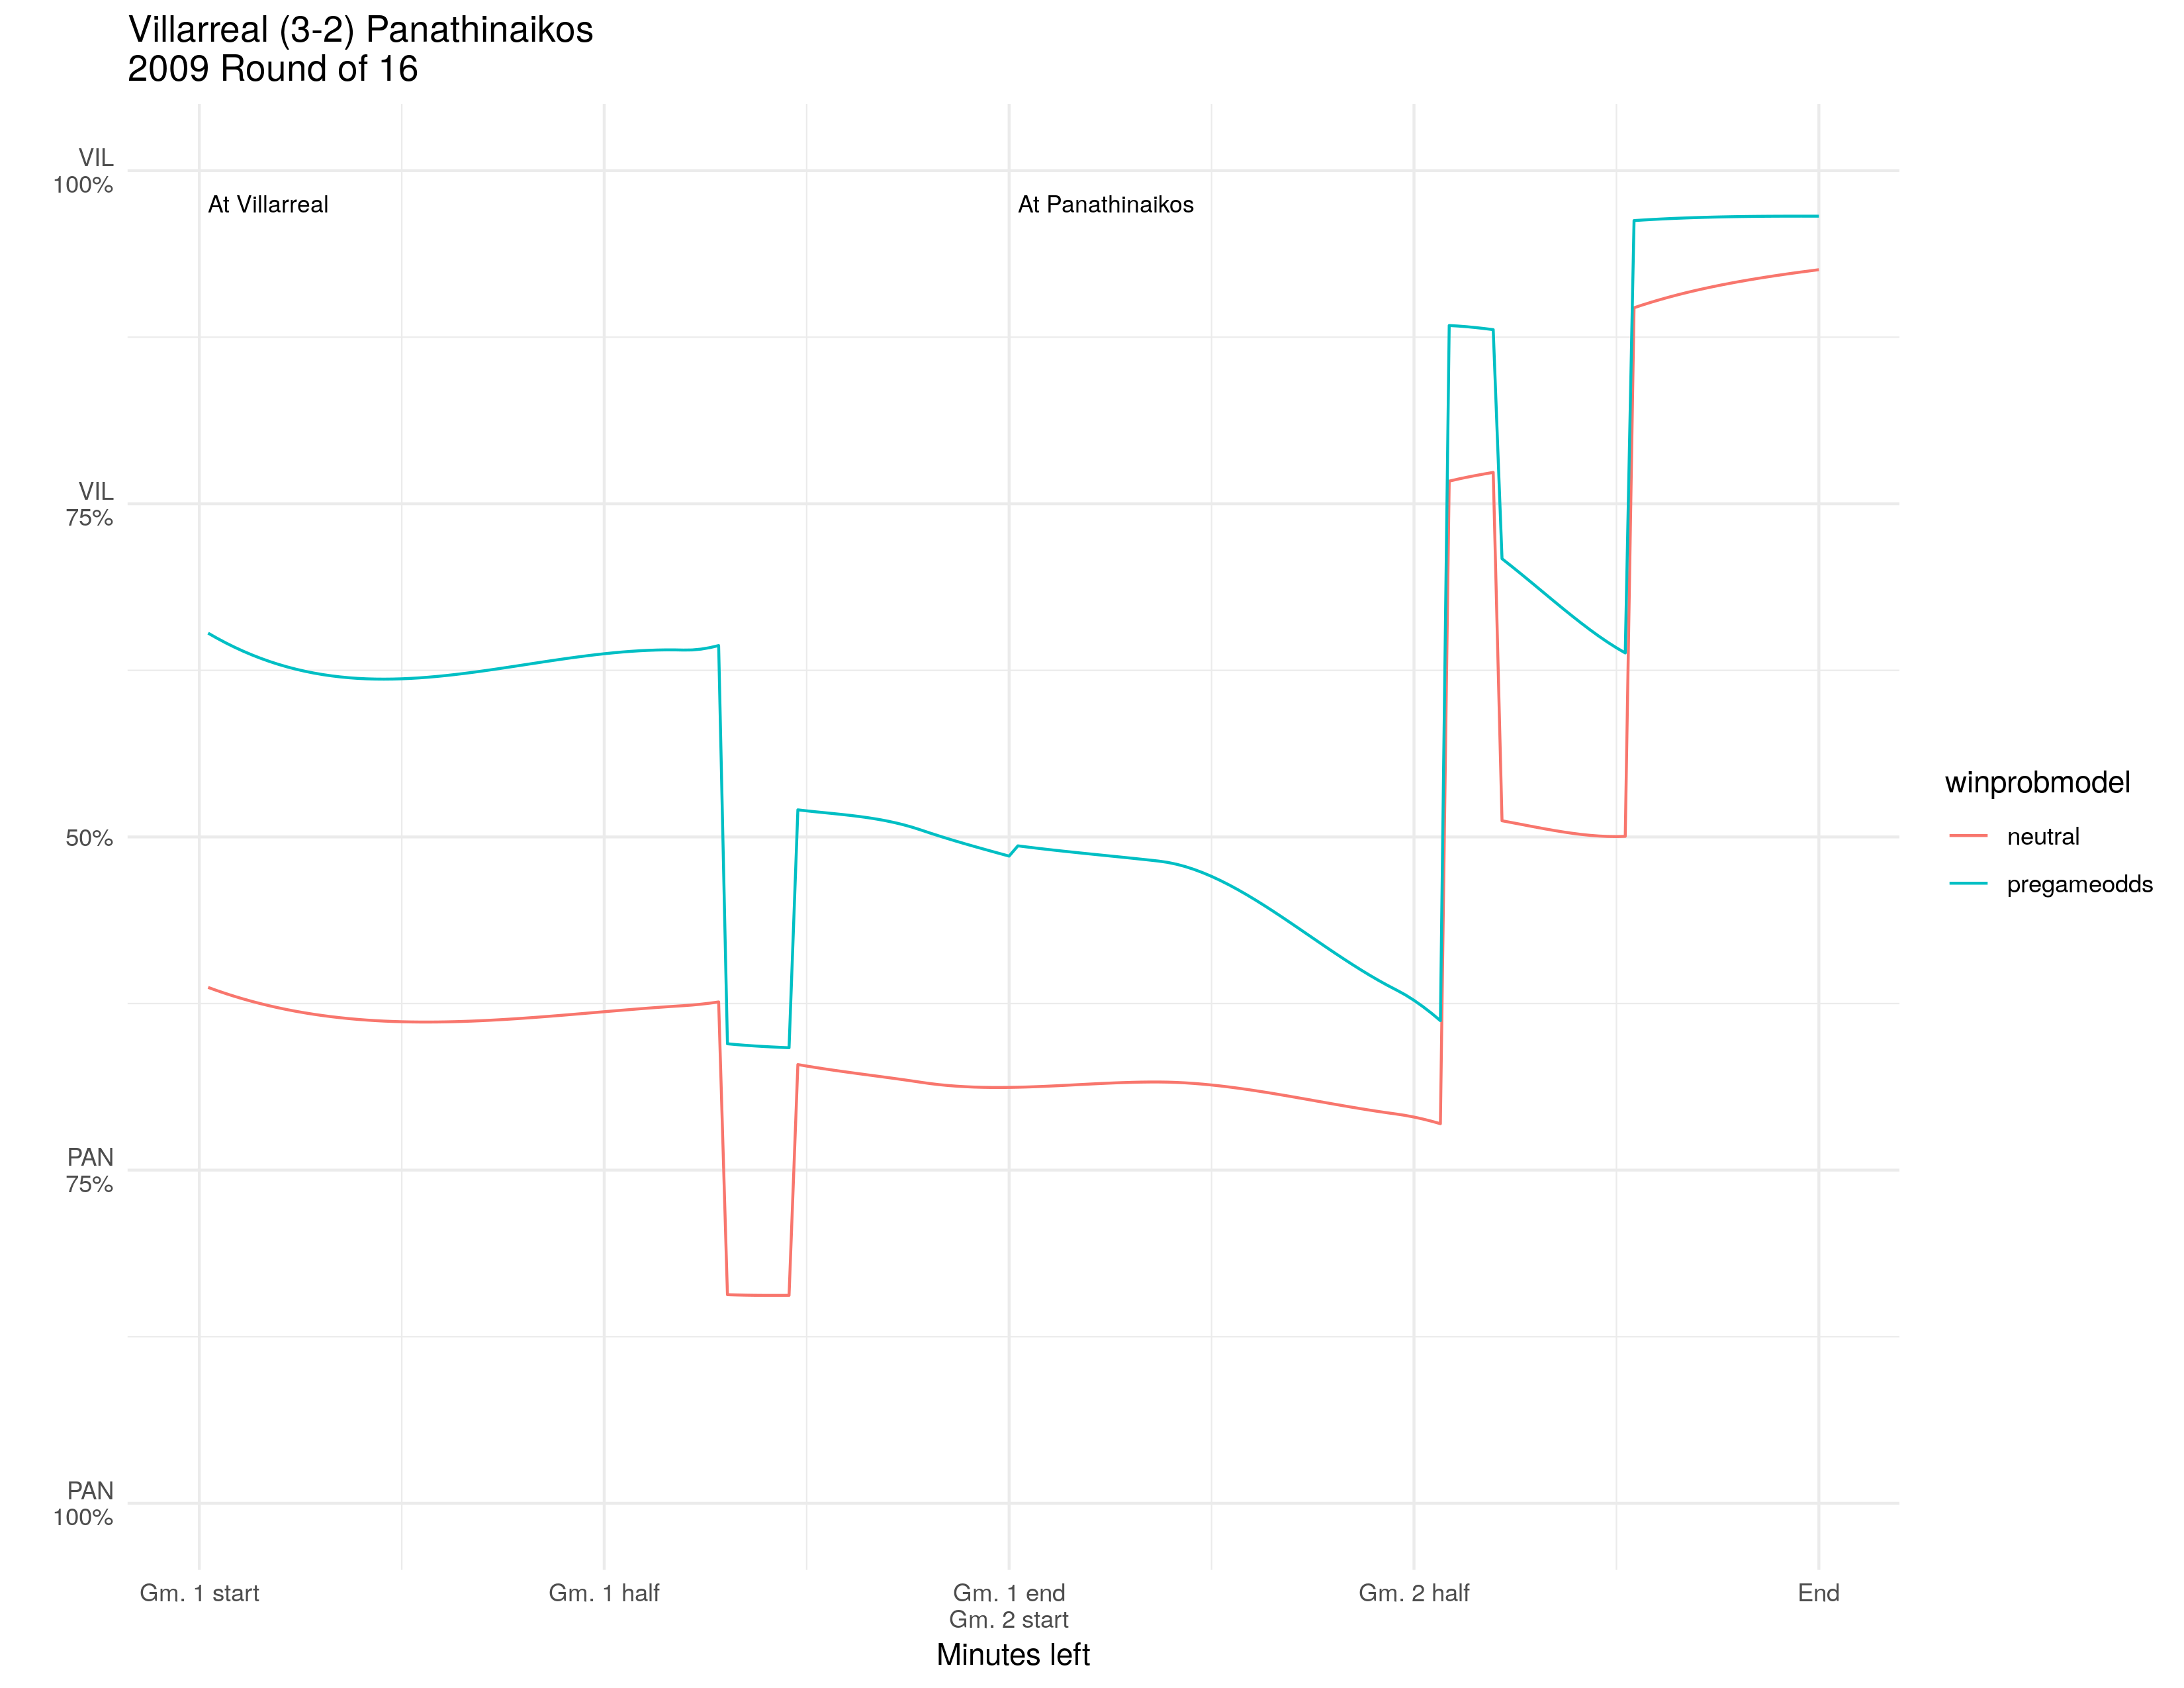 Villarreal (3-2) Panathinaikos
2009 Round of 16
VIL
100%
At Villarreal
At Panathinaikos
VIL
75%
50%
PAN
75%
PAN
100%
winprobmodel
neutral
pregameodds
Gm. 1 start
Gm. 1 half
Gm. 1 end
Gm. 2 start
Gm. 2 half
End
Minutes left